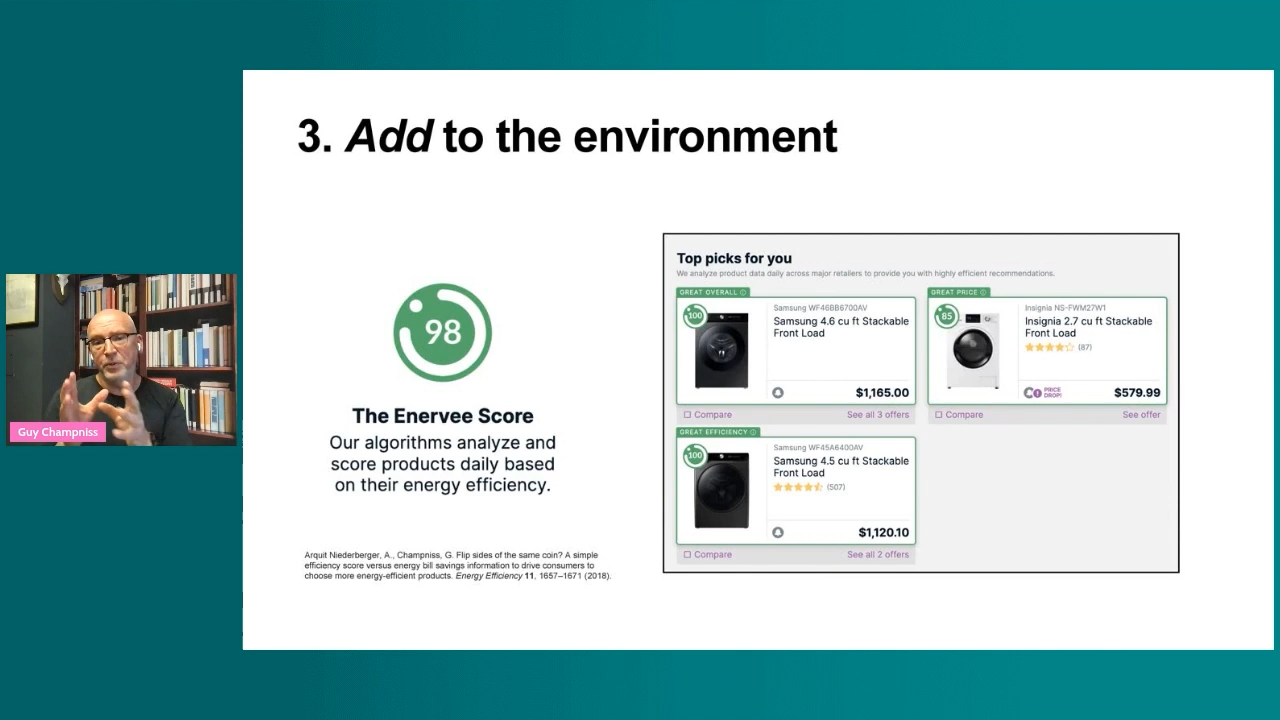 3. Add to the environment
98
The Enervee Score
Our algorithms analyze and
score products daily based
on their energy efficiency.
Arquit Niederberger, A., Champniss, G. Flip sides of the same coin? A simple
efficiency score versus energy bill savings information to drive consumers to
choose more energy-efficient products. Energy Efficiency 11, 1657–1671 (2018).
Top picks for you
We analyze product data daily across major retailers to provide you with highly efficient recommendations.
GREAT OVERALL
100
Samsung WF46BB6700AV
Samsung 4.6 cu ft Stackable
Front Load
$1,165.00
Compare
See all 3 offers
GREAT PRICE
85
Insignia NS-FWM27W1
Insignia 2.7 cu ft Stackable
Front Load
(87)
PRICE
DROP!
$579.99
Compare
See offer
GREAT EFFICIENCY
100
Samsung WF45A6400AV
Samsung 4.5 cu ft Stackable
Front Load
(507)
$1,120.10
Compare
See all 2 offers
Guy Champniss